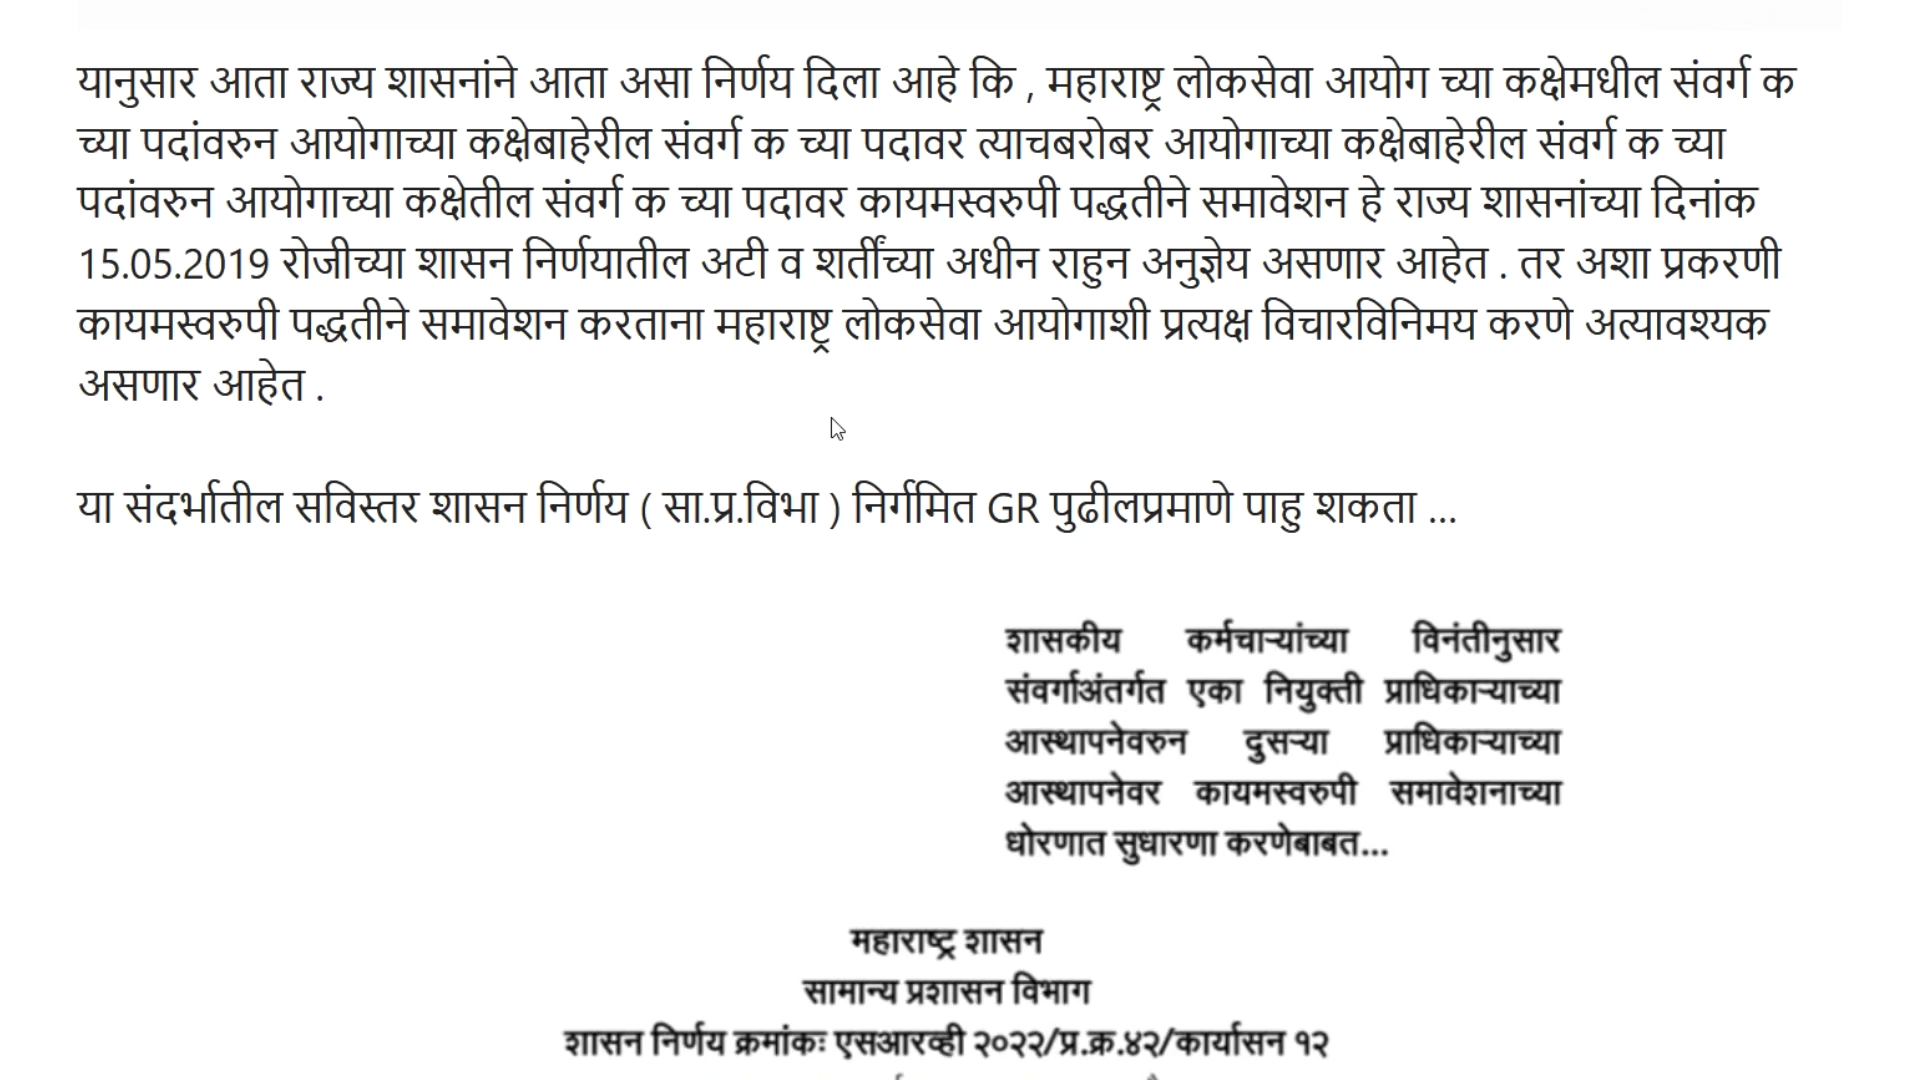 यानुसार आता राज्य शासनांने आता असा निर्णय दिला आहे कि , महाराष्ट्र लोकसेवा आयोग च्या कक्षेमधील संवर्ग क
च्या पदांवरुन आयोगाच्या कक्षेबाहेरील संवर्ग क च्या पदावर त्याचबरोबर आयोगाच्या कक्षेबाहेरील संवर्ग क च्या
पदांवरुन आयोगाच्या कक्षेतील संवर्ग क च्या पदावर कायमस्वरुपी पद्धतीने समावेशन हे राज्य शासनांच्या दिनांक
15.05.2019 रोजीच्या शासन निर्णयातील अटी व शर्तींच्या अधीन राहुन अनुज्ञेय असणार आहेत . तर अशा प्रकरणी
कायमस्वरुपी पद्धतीने समावेशन करताना महाराष्ट्र लोकसेवा आयोगाशी प्रत्यक्ष विचारविनिमय करणे अत्यावश्यक
असणार आहेत .
या संदर्भातील सविस्तर शासन निर्णय ( सा.प्र.विभा ) निर्गमित GR पुढीलप्रमाणे पाहु शकता ...
शासकीय कर्मचाऱ्यांच्या विनंतीनुसार
संवर्गाअंतर्गत एका नियुक्ती प्राधिकाऱ्याच्या
आस्थापनेवरुन दुसऱ्या प्राधिकाऱ्याच्या
आस्थापनेवर कायमस्वरुपी समावेशनाच्या
धोरणात सुधारणा करणेबाबत...
महाराष्ट्र शासन
सामान्य प्रशासन विभाग
शासन निर्णय क्रमांकः एसआरव्ही २०२२/प्र.क्र.४२/कार्यासन १२